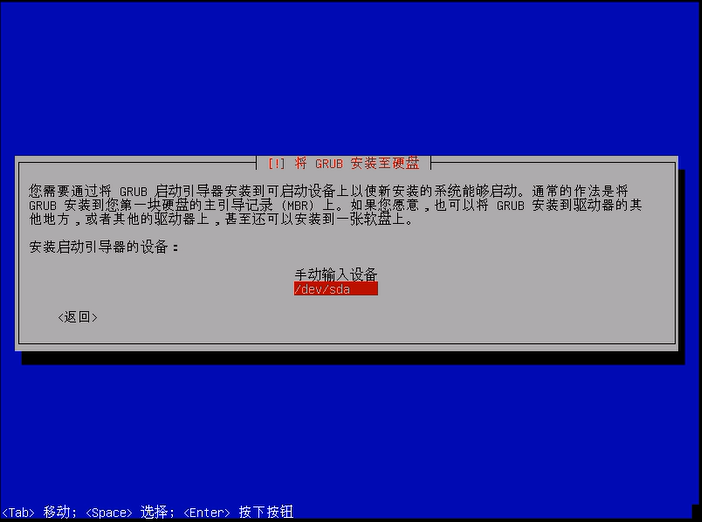 [!] 将 GRUB 安装至硬盘
您需要通过将 GRUB 启动引导器安装到可启动设备上以使新安装的系统能够启动。通常的作法是将
GRUB 安装到您第一块硬盘的主引导记录 (MBR) 上。如果您愿意,也可以将 GRUB 安装到驱动器的其
他地方,或者其他的驱动器上,甚至还可以安装到一张软盘上。
安装启动引导器的设备:
手动输入设备
/dev/sda
<返回>
<Tab> 移动; <Space> 选择; <Enter> 按下按钮